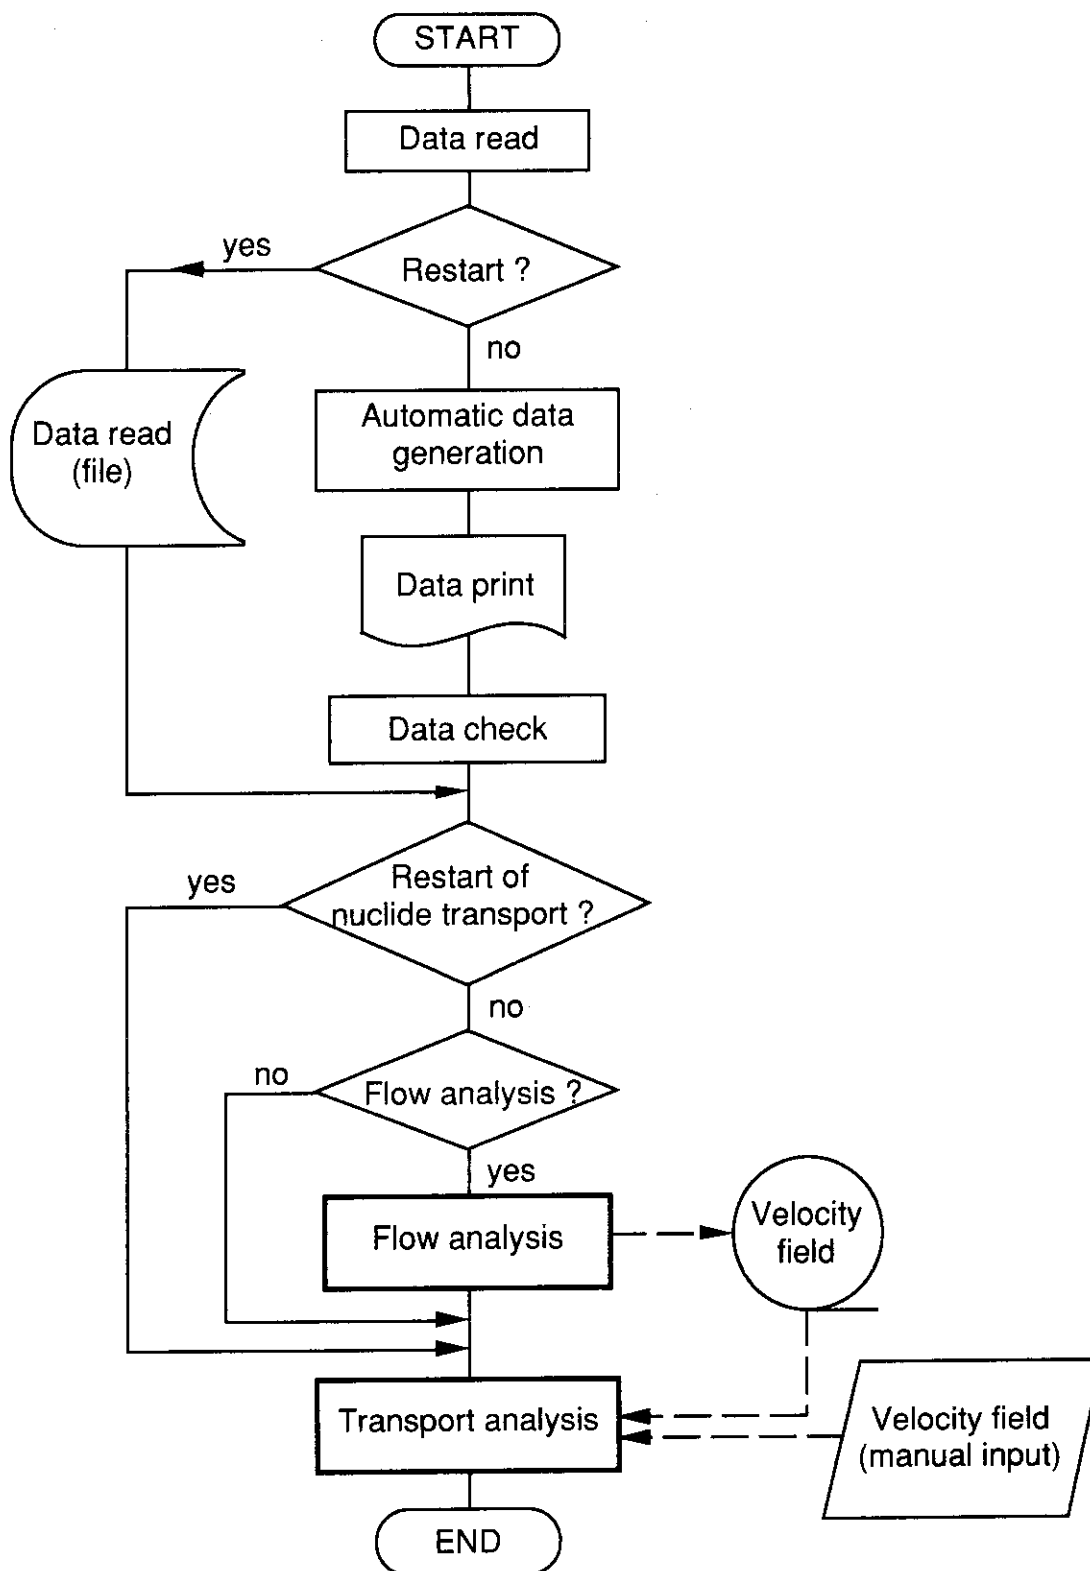 START
Data read
yes
Restart ?
no
Automatic data
generation
Data read
(file)
Data print
Data check
yes
Restart of
nuclide transport ?
no
no
Flow analysis ?
yes
Flow analysis
Velocity
field
Transport analysis
Velocity field
(manual input)
END